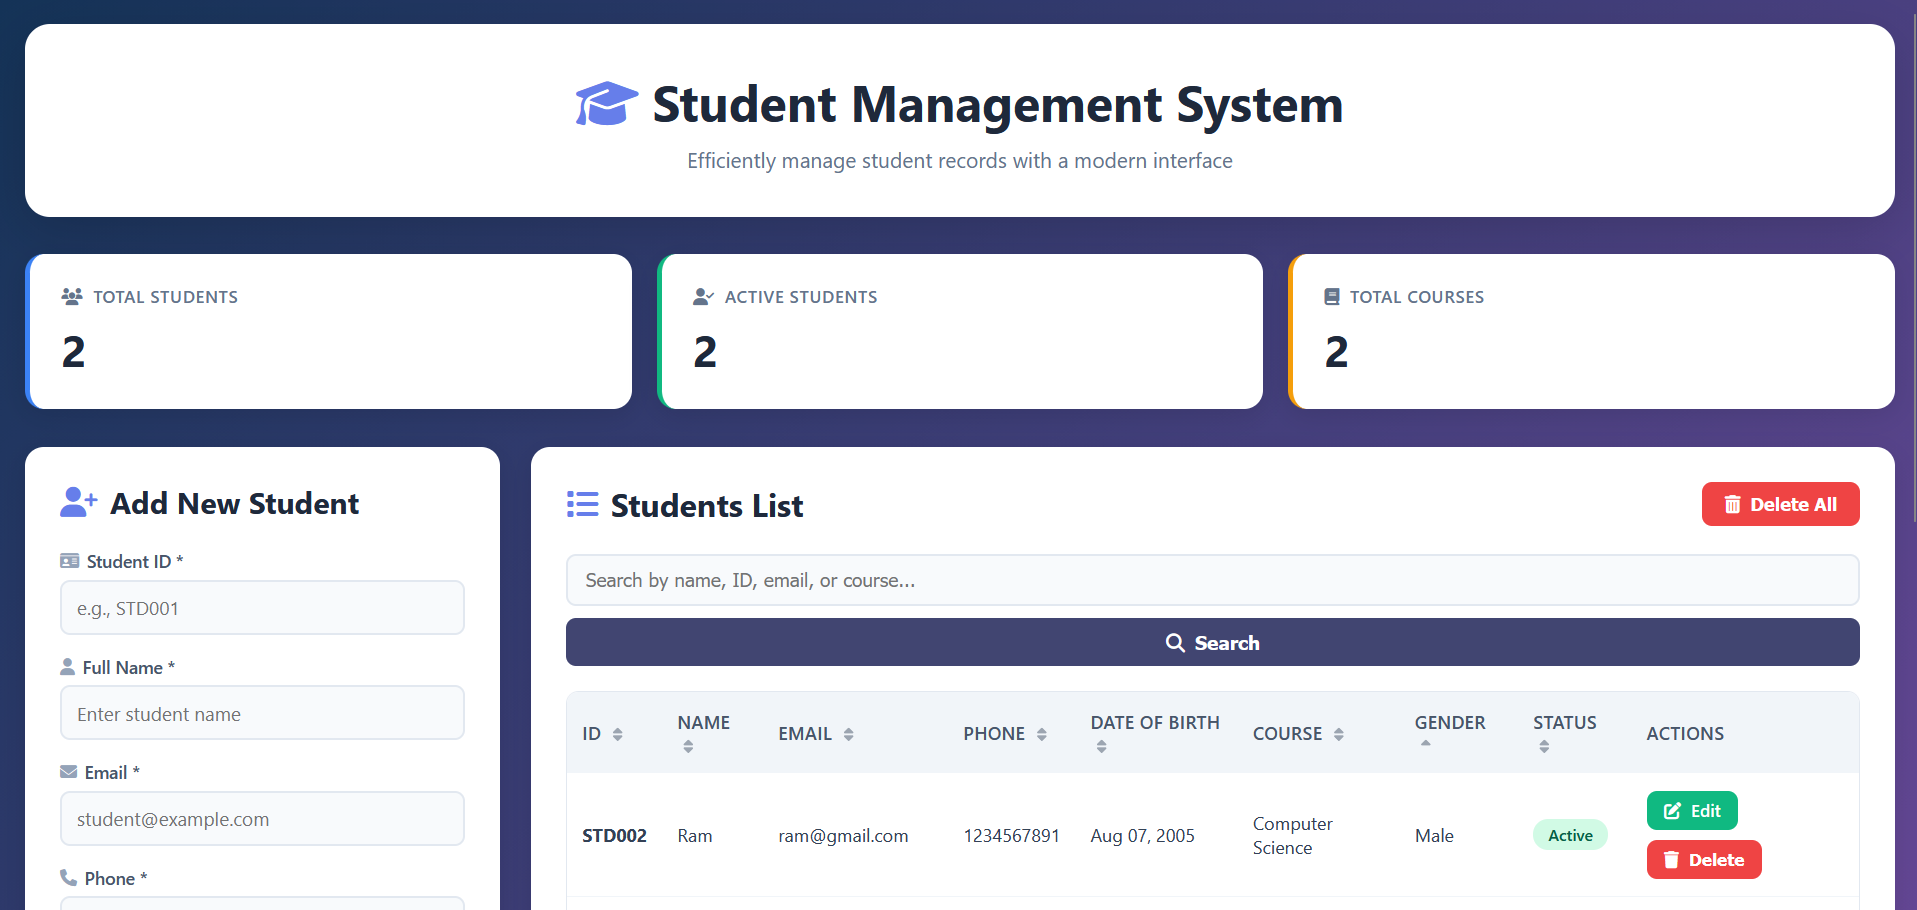 Student Management System
Efficiently manage student records with a modern interface
TOTAL STUDENTS
2
ACTIVE STUDENTS
2
TOTAL COURSES
2
Add New Student
Student ID *
e.g., STD001
Full Name *
Enter student name
Email *
student@example.com
Phone *
Students List
Delete All
Search by name, ID, email, or course...
Search
ID NAME EMAIL PHONE DATE OF BIRTH COURSE GENDER STATUS ACTIONS
STD002 Ram ram@gmail.com 1234567891 Aug 07, 2005 Computer Science Male Active Edit Delete